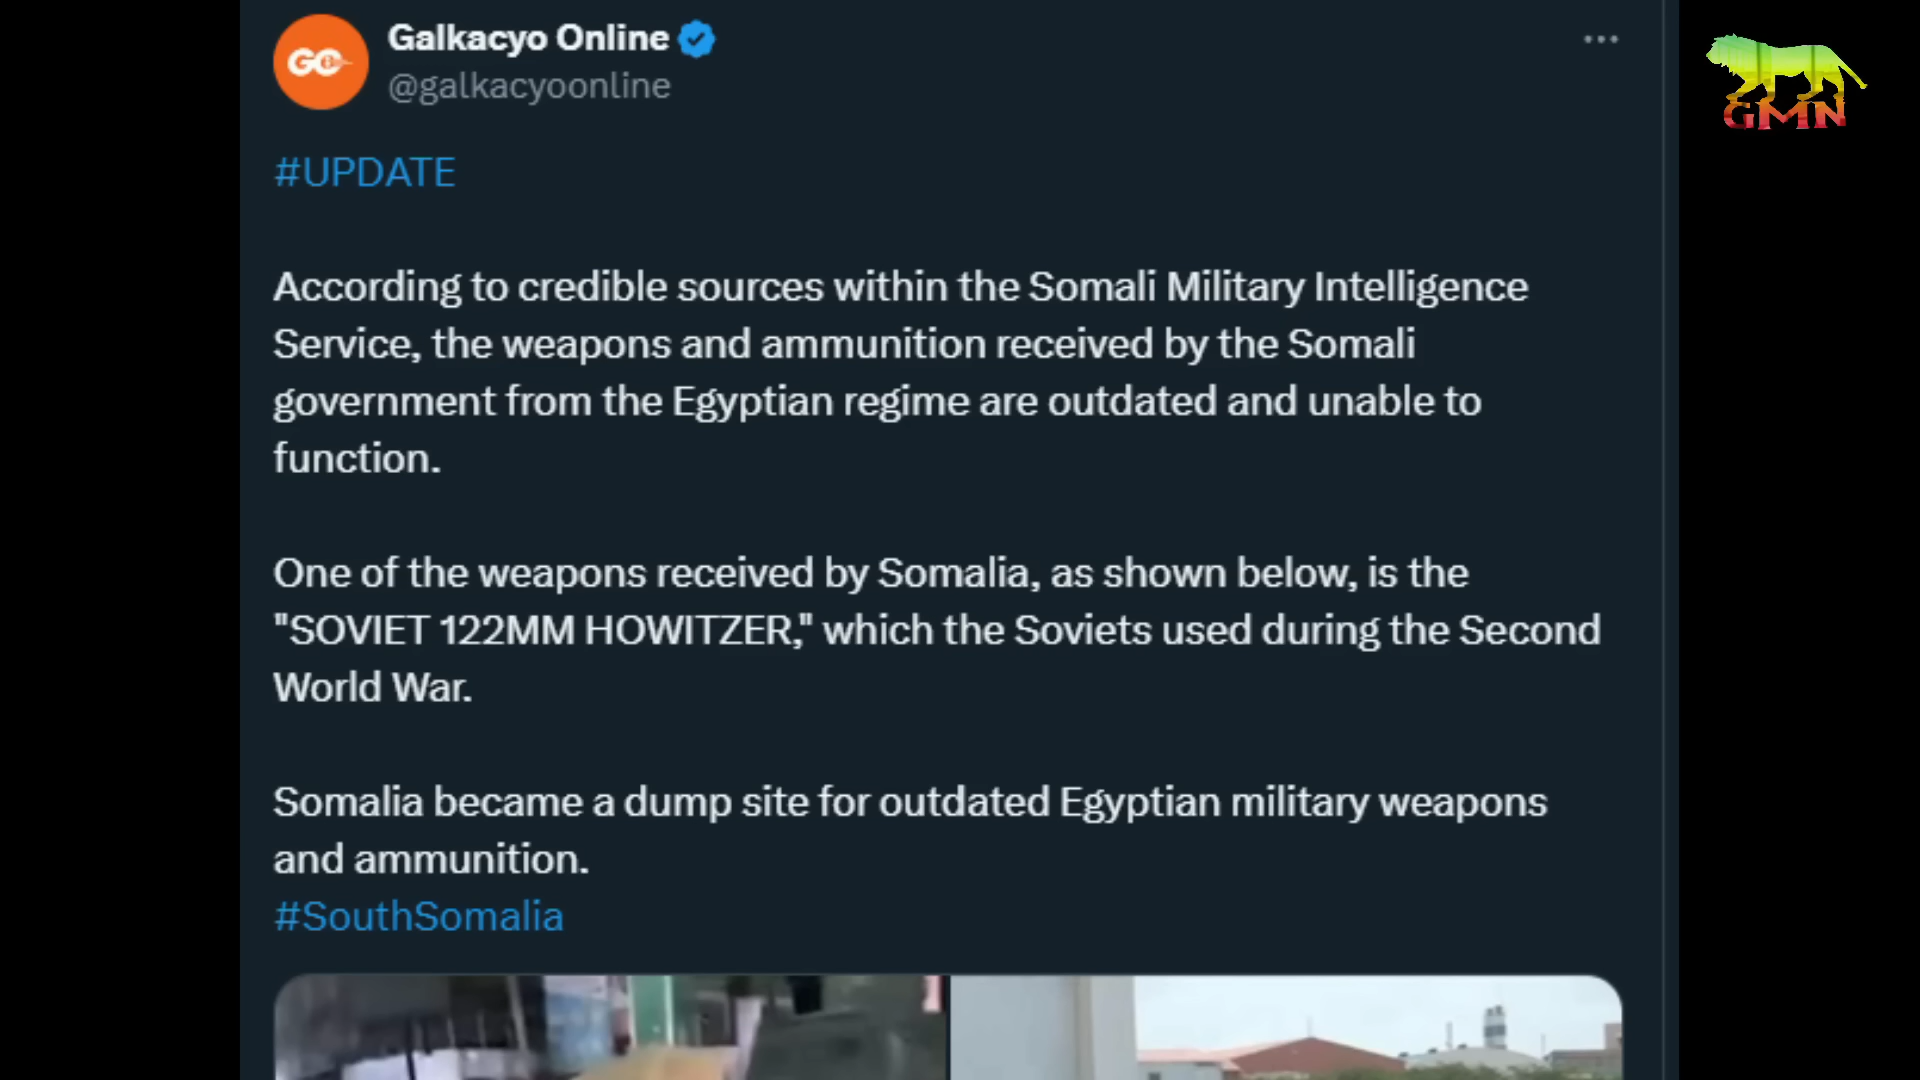 GO
Galkacyo Online
@galkacyoonline
GMN
#UPDATE
According to credible sources within the Somali Military Intelligence
Service, the weapons and ammunition received by the Somali
government from the Egyptian regime are outdated and unable to
function.
One of the weapons received by Somalia, as shown below, is the
"SOVIET 122MM HOWITZER," which the Soviets used during the Second
World War.
Somalia became a dump site for outdated Egyptian military weapons
and ammunition.
#SouthSomalia